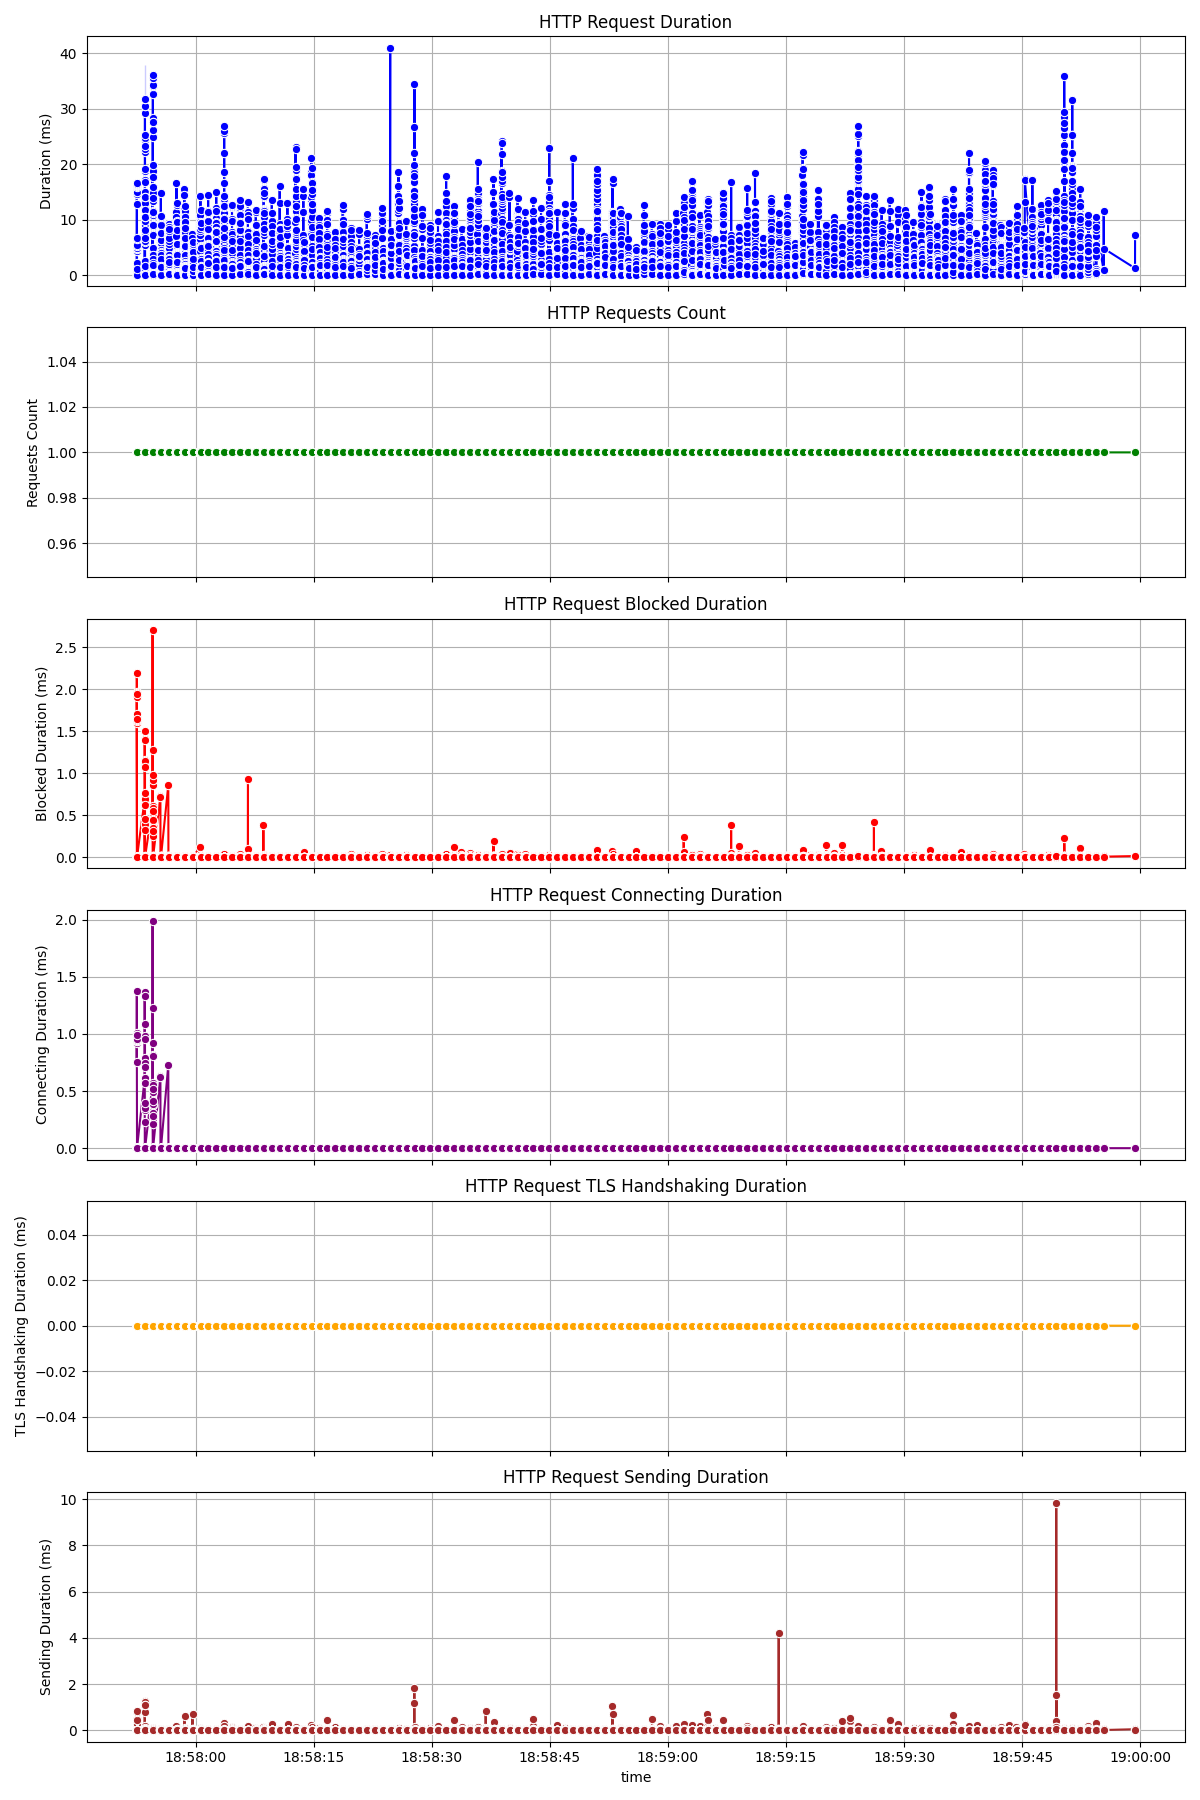 HTTP Request Duration
40
30
20
10
0
Duration (ms)
HTTP Requests Count
1.04
1.02
1.00
0.98
0.96
Requests Count
HTTP Request Blocked Duration
2.5
2.0
1.5
1.0
0.5
0.0
Blocked Duration (ms)
HTTP Request Connecting Duration
2.0
1.5
1.0
0.5
0.0
Connecting Duration (ms)
HTTP Request TLS Handshaking Duration
0.04
0.02
0.00
−0.02
−0.04
TLS Handshaking Duration (ms)
HTTP Request Sending Duration
10
8
6
4
2
0
Sending Duration (ms)
18:58:00 18:58:15 18:58:30 18:58:45 18:59:00 18:59:15 18:59:30 18:59:45 19:00:00
time